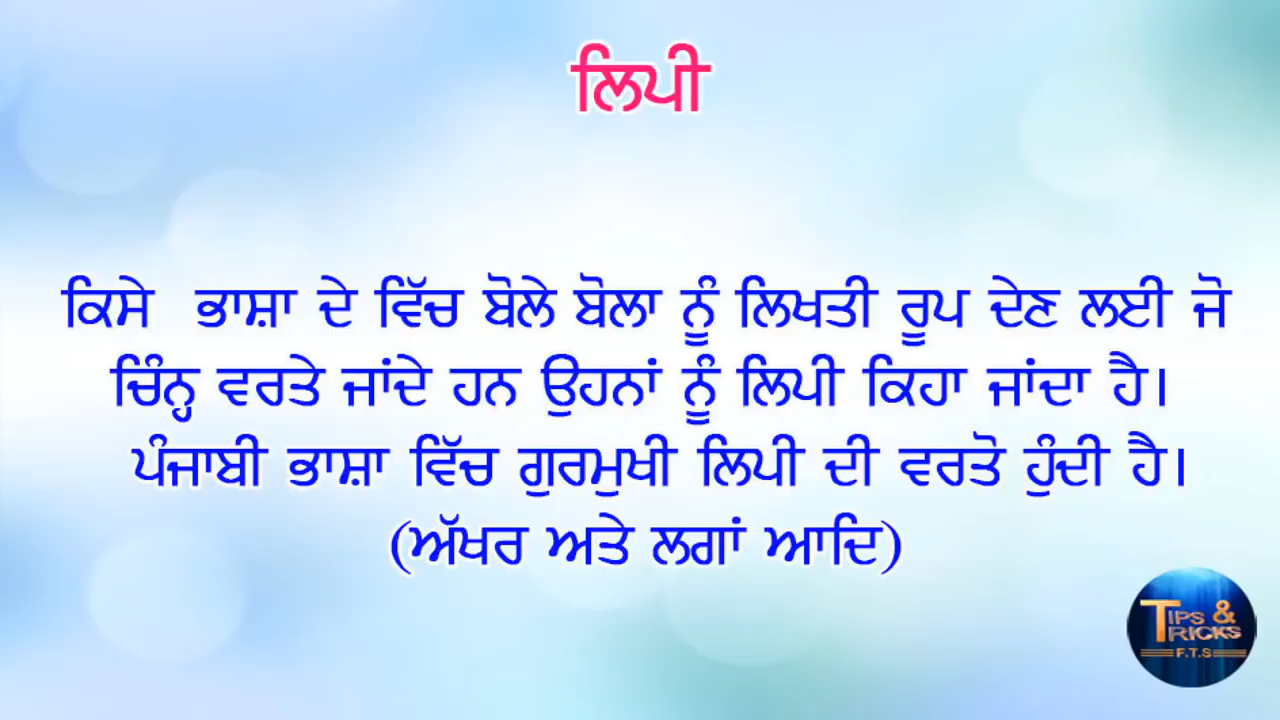 ਲਿਪੀ
ਕਿਸੇ ਭਾਸ਼ਾ ਦੇ ਵਿੱਚ ਬੋਲੇ ਬੋਲਾ ਨੂੰ ਲਿਖਤੀ ਰੂਪ ਦੇਣ ਲਈ ਜੋ
ਚਿੰਨ੍ਹ ਵਰਤੇ ਜਾਂਦੇ ਹਨ ਉਹਨਾਂ ਨੂੰ ਲਿਪੀ ਕਿਹਾ ਜਾਂਦਾ ਹੈ।
ਪੰਜਾਬੀ ਭਾਸ਼ਾ ਵਿੱਚ ਗੁਰਮੁਖੀ ਲਿਪੀ ਦੀ ਵਰਤੋ ਹੁੰਦੀ ਹੈ।
(ਅੱਖਰ ਅਤੇ ਲਗਾਂ ਆਦਿ)
TIPS &
TRICKS
F.T.S